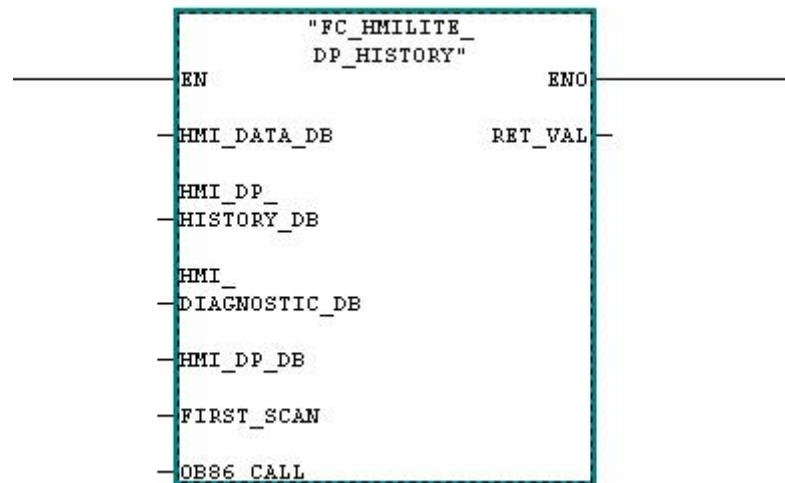 "FC_HMILITE_
DP_HISTORY"
EN ENO
HMI_DATA_DB RET_VAL
HMI_DP_
HISTORY_DB
HMI_
DIAGNOSTIC_DB
HMI_DP_DB
FIRST_SCAN
OB86_CALL